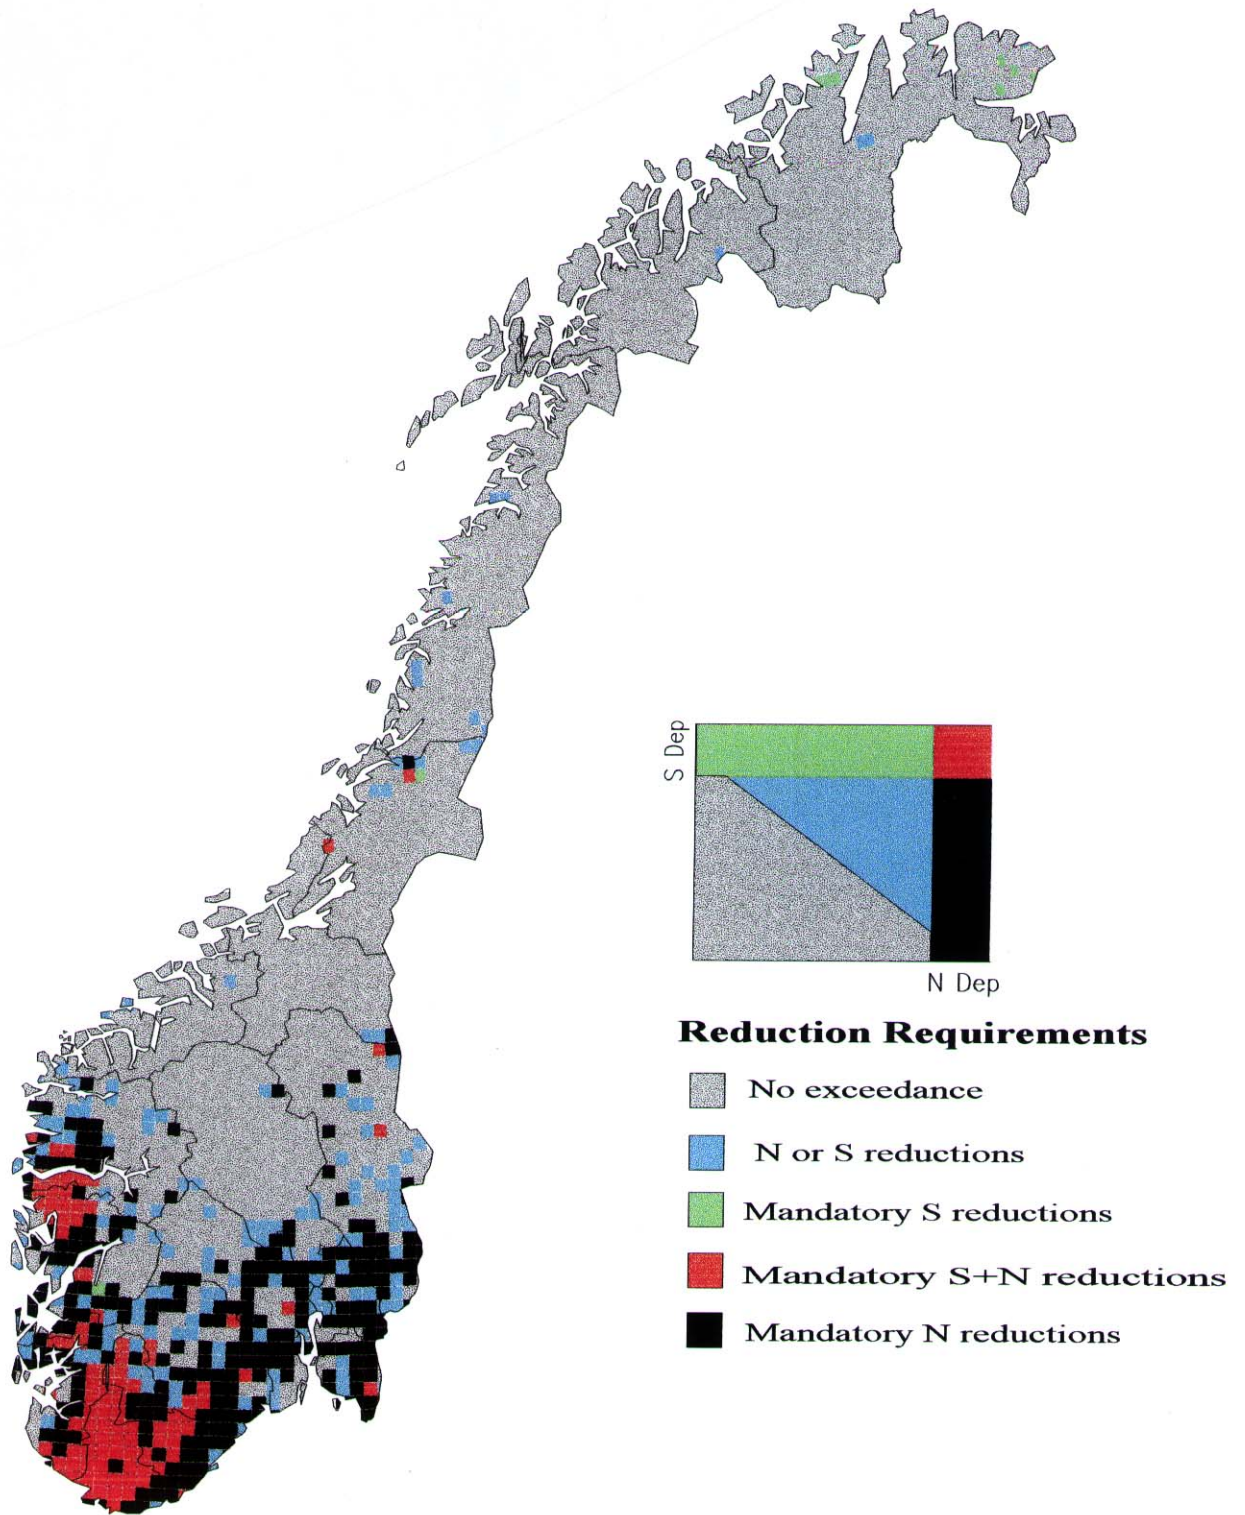 S Dep
N Dep
Reduction Requirements
No exceedance
N or S reductions
Mandatory S reductions
Mandatory S+N reductions
Mandatory N reductions